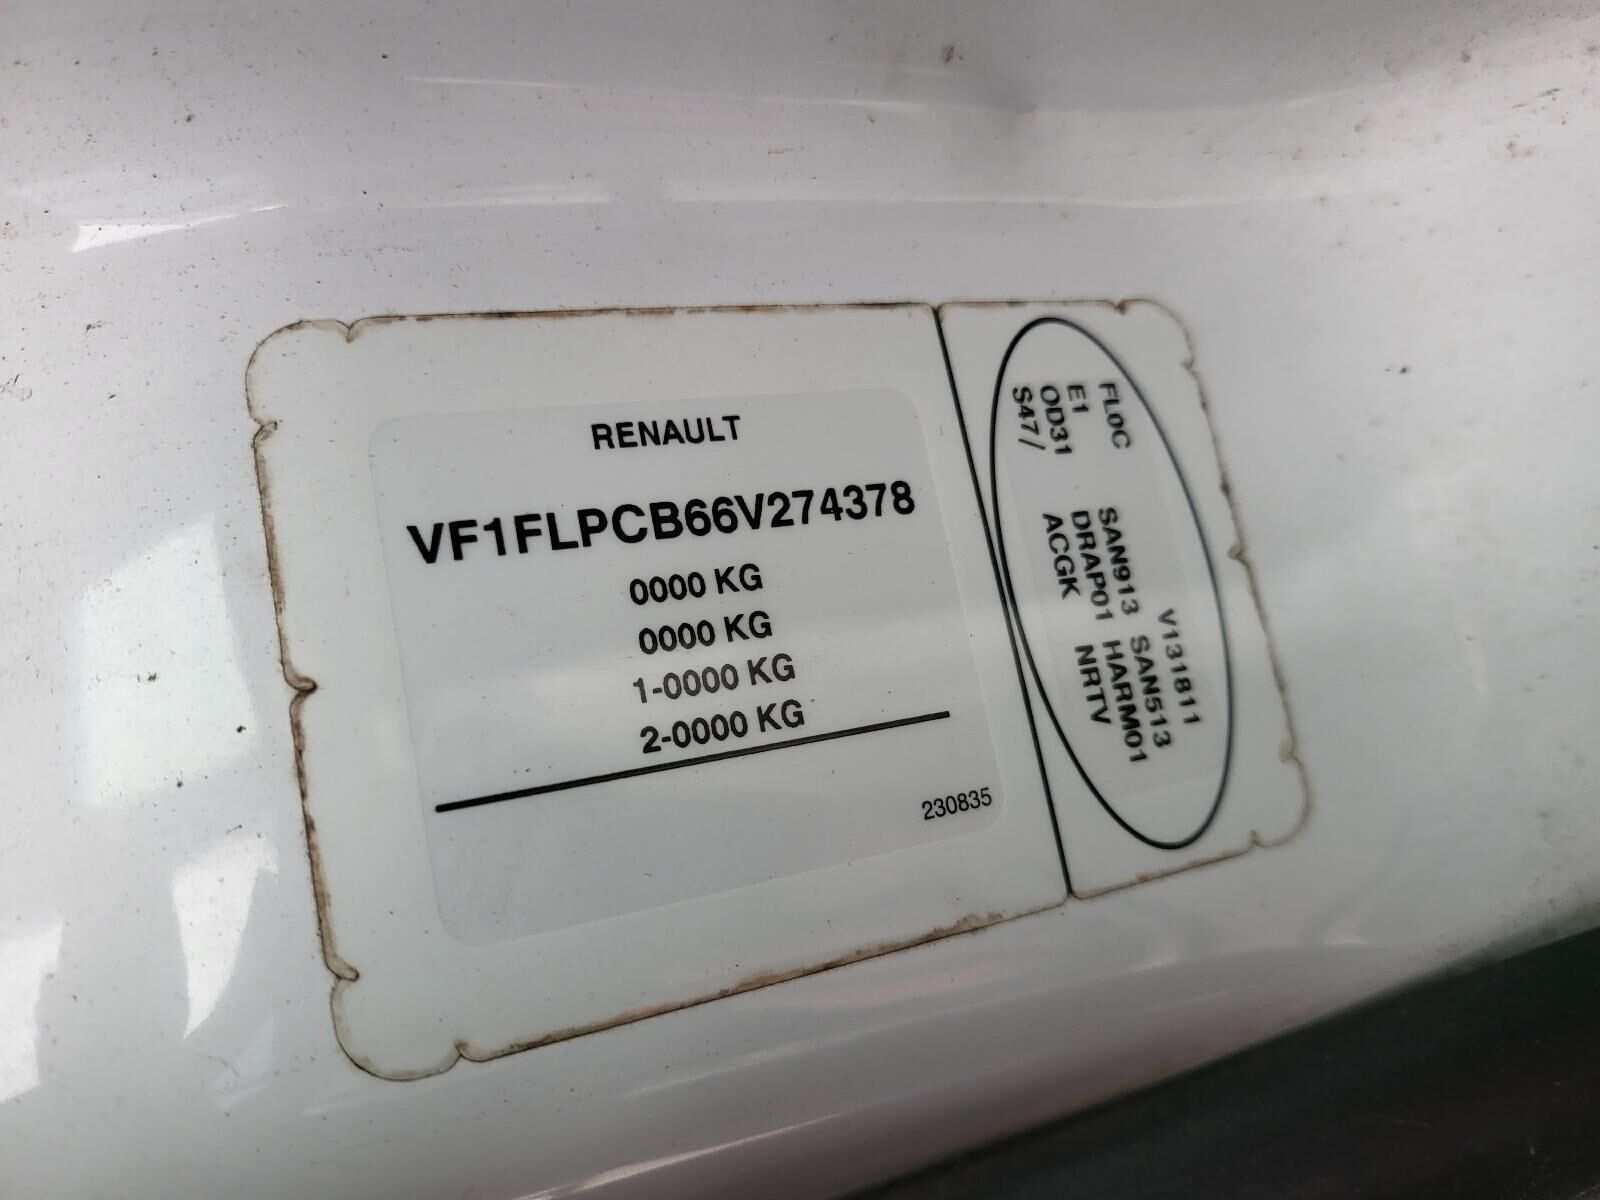 RENAULT
VF1FLPCB66V274378
0000 KG
0000 KG
1-0000 KG
2-0000 KG
230835
V131811
FL0C SAN913 SAN513
E1 DRAP01 HARM01
OD31 ACGK NRTV
S47/